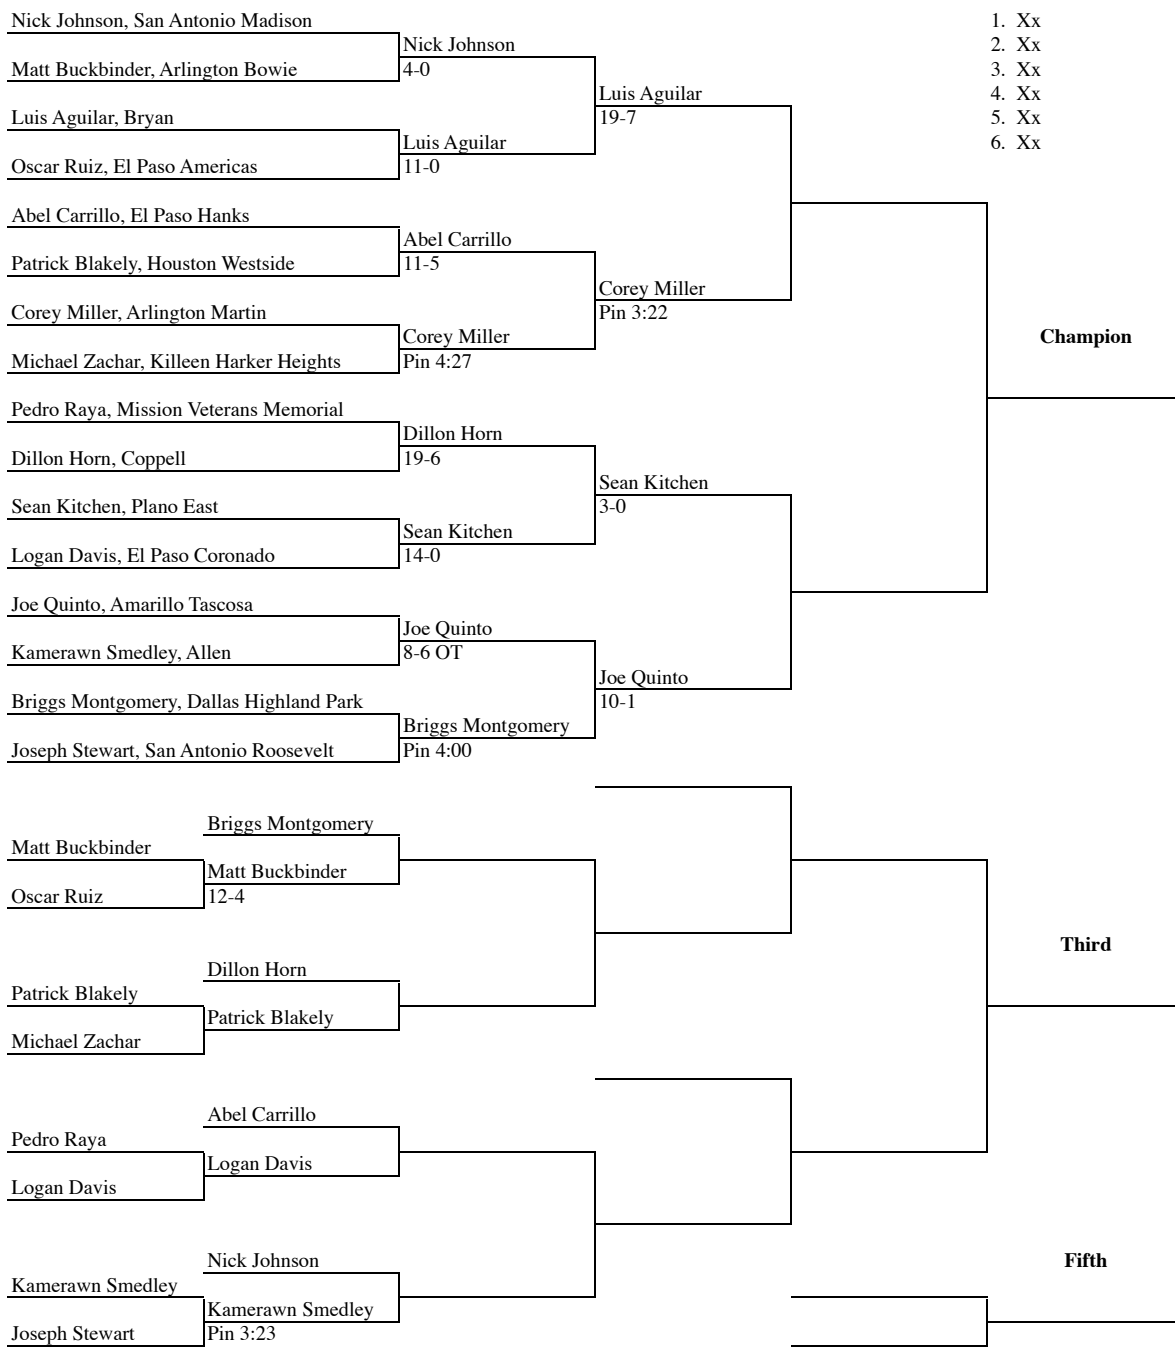 Nick Johnson, San Antonio Madison
1. Xx
Nick Johnson
2. Xx
Matt Buckbinder, Arlington Bowie
4-0
3. Xx
Luis Aguilar
4. Xx
Luis Aguilar, Bryan
19-7
5. Xx
Luis Aguilar
6. Xx
Oscar Ruiz, El Paso Americas
11-0
Abel Carrillo, El Paso Hanks
Abel Carrillo
Patrick Blakely, Houston Westside
11-5
Corey Miller
Corey Miller, Arlington Martin
Pin 3:22
Corey Miller
Champion
Michael Zachar, Killeen Harker Heights
Pin 4:27
Pedro Raya, Mission Veterans Memorial
Dillon Horn
Dillon Horn, Coppell
19-6
Sean Kitchen
Sean Kitchen, Plano East
3-0
Sean Kitchen
Logan Davis, El Paso Coronado
14-0
Joe Quinto, Amarillo Tascosa
Joe Quinto
Kamerawn Smedley, Allen
8-6 OT
Joe Quinto
Briggs Montgomery, Dallas Highland Park
10-1
Briggs Montgomery
Joseph Stewart, San Antonio Roosevelt
Pin 4:00
Briggs Montgomery
Matt Buckbinder
Matt Buckbinder
Oscar Ruiz
12-4
Third
Dillon Horn
Patrick Blakely
Patrick Blakely
Michael Zachar
Abel Carrillo
Pedro Raya
Logan Davis
Logan Davis
Nick Johnson
Fifth
Kamerawn Smedley
Kamerawn Smedley
Joseph Stewart
Pin 3:23